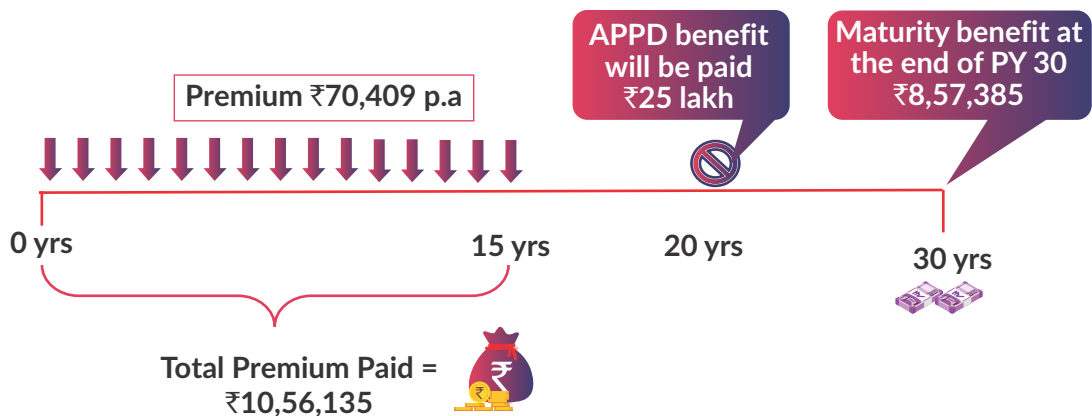 APPD benefit
will be paid
₹25 lakh
Maturity benefit at
the end of PY 30
₹8,57,385
Premium ₹70,409 p.a
0 yrs
15 yrs
20 yrs
30 yrs
Total Premium Paid =
₹10,56,135
₹
₹